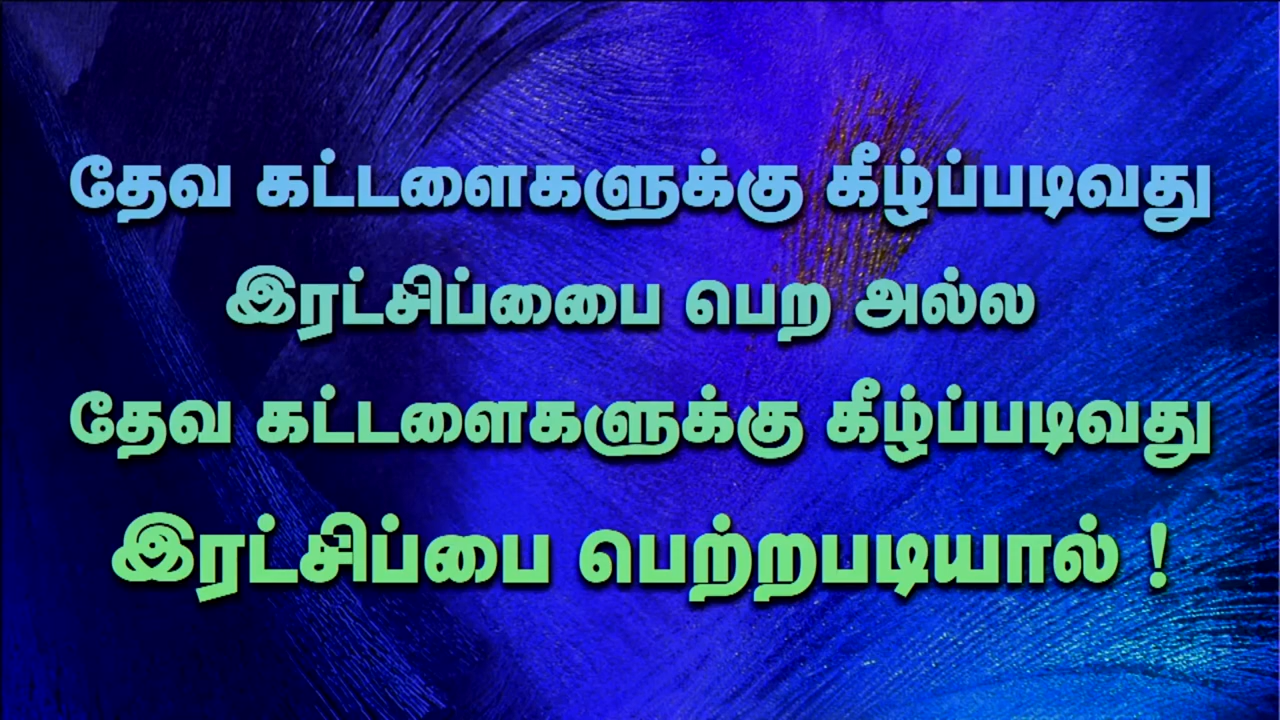 தேவ கட்டளைகளுக்கு கீழ்ப்படிவது
இரட்சிப்பைபை பெற அல்ல
தேவ கட்டளைகளுக்கு கீழ்ப்படிவது
இரட்சிப்பை பெற்றபடியால் !